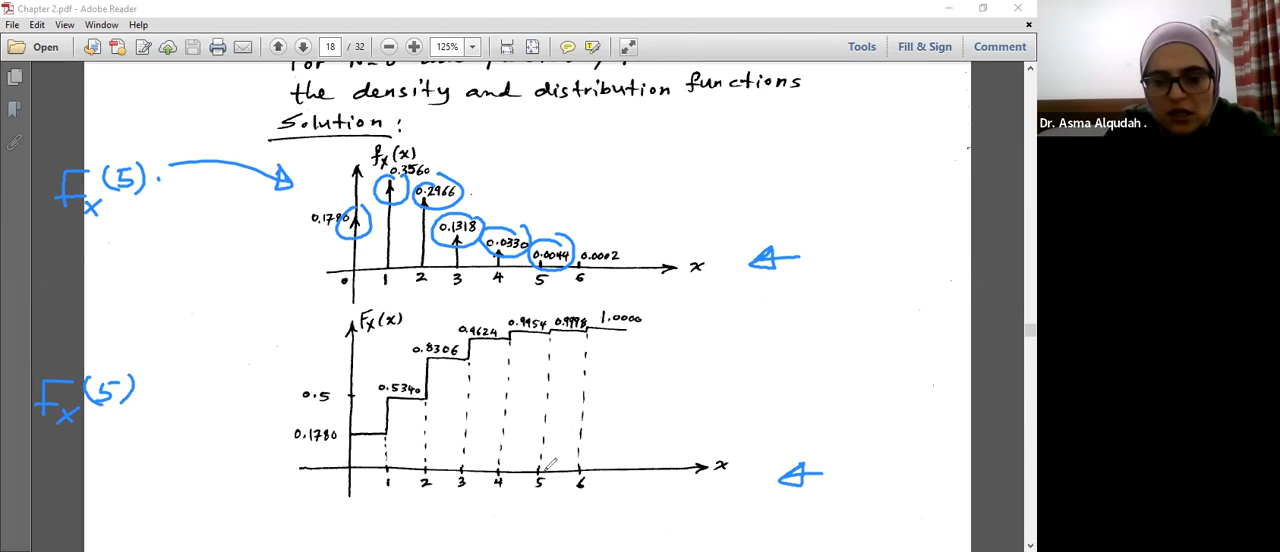 Chapter 2.pdf - Adobe Reader
File Edit View Window Help
Open 18 / 32 125% Tools Fill & Sign Comment
Dr. Asma Alqudah .
the density and distribution functions
Solution:
fx(x)
Fx(5).
0.3560
0.2966
0.1780
0.1318
0.0330
0.0044
0.0002
0 1 2 3 4 5 6 x
Fx(x)
1.0000
0.9998
0.9954
0.9624
0.8306
Fx(5)
0.5340
0.5
0.1780
1 2 3 4 5 6 x